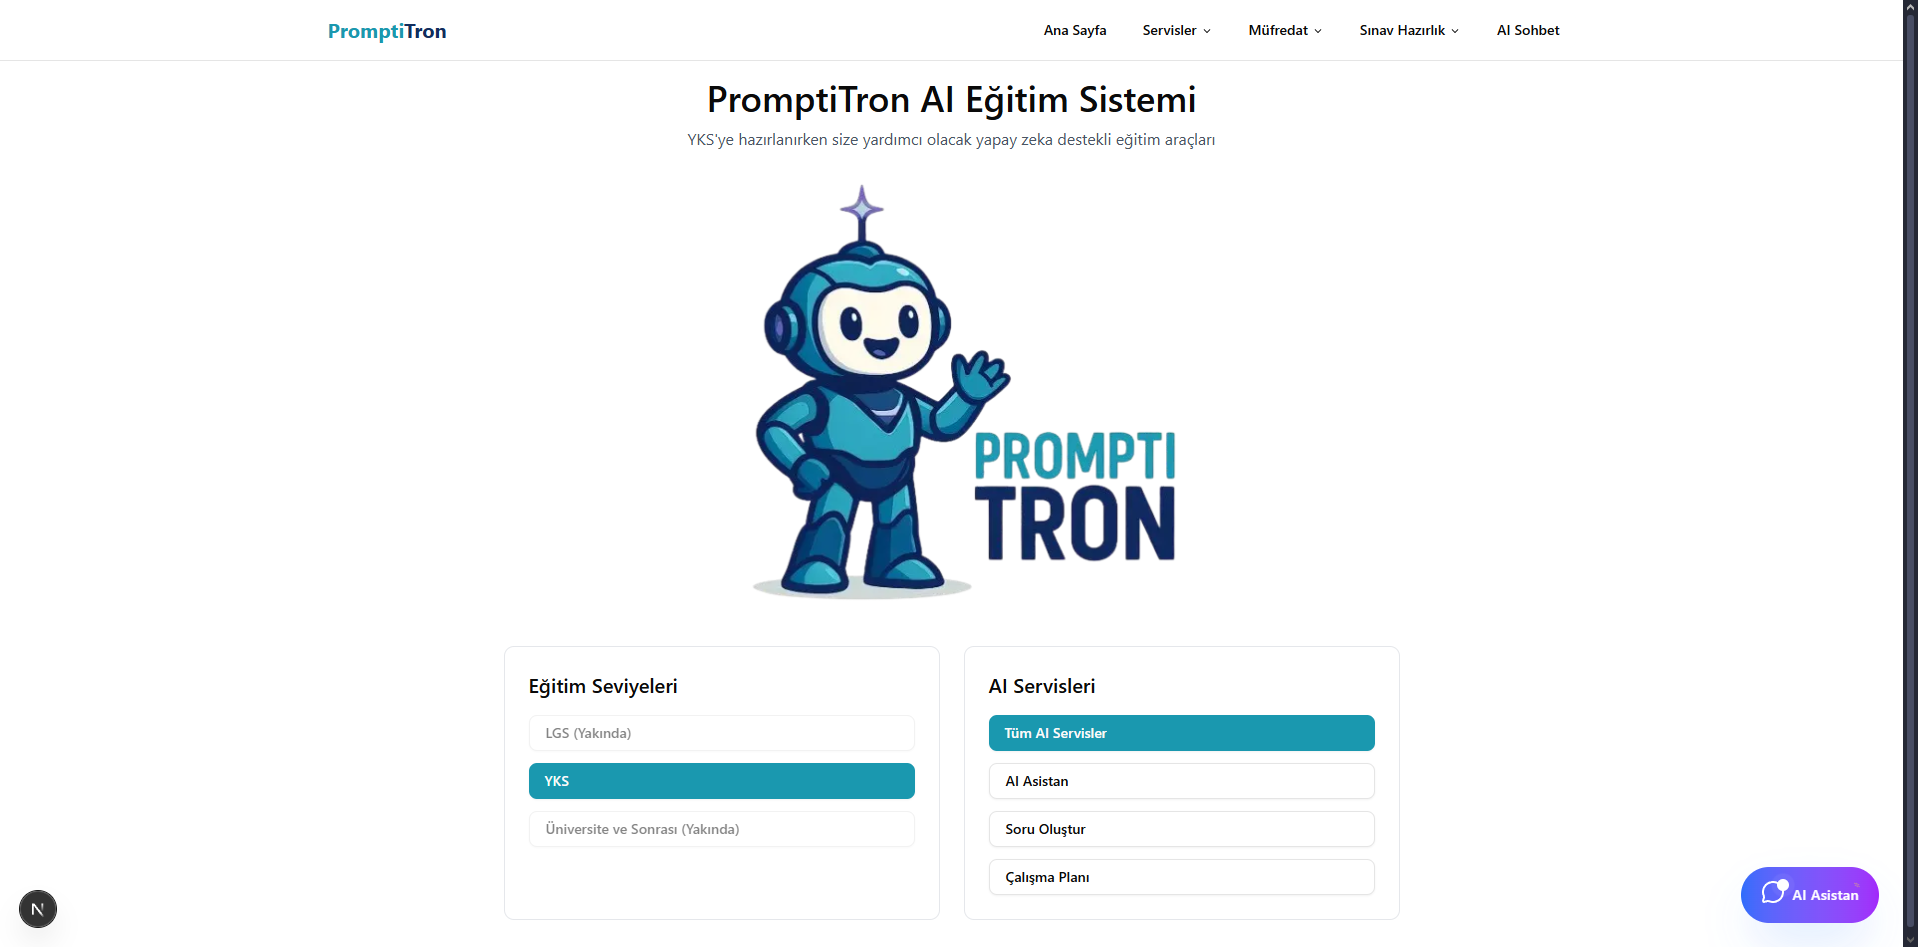 PromptiTron
Ana Sayfa
Servisler
Müfredat
Sınav Hazırlık
AI Sohbet
PromptiTron AI Eğitim Sistemi
YKS'ye hazırlanırken size yardımcı olacak yapay zeka destekli eğitim araçları
PROMPTI
TRON
Eğitim Seviyeleri
LGS (Yakında)
YKS
Üniversite ve Sonrası (Yakında)
AI Servisleri
Tüm AI Servisler
AI Asistan
Soru Oluştur
Çalışma Planı
N
AI Asistan